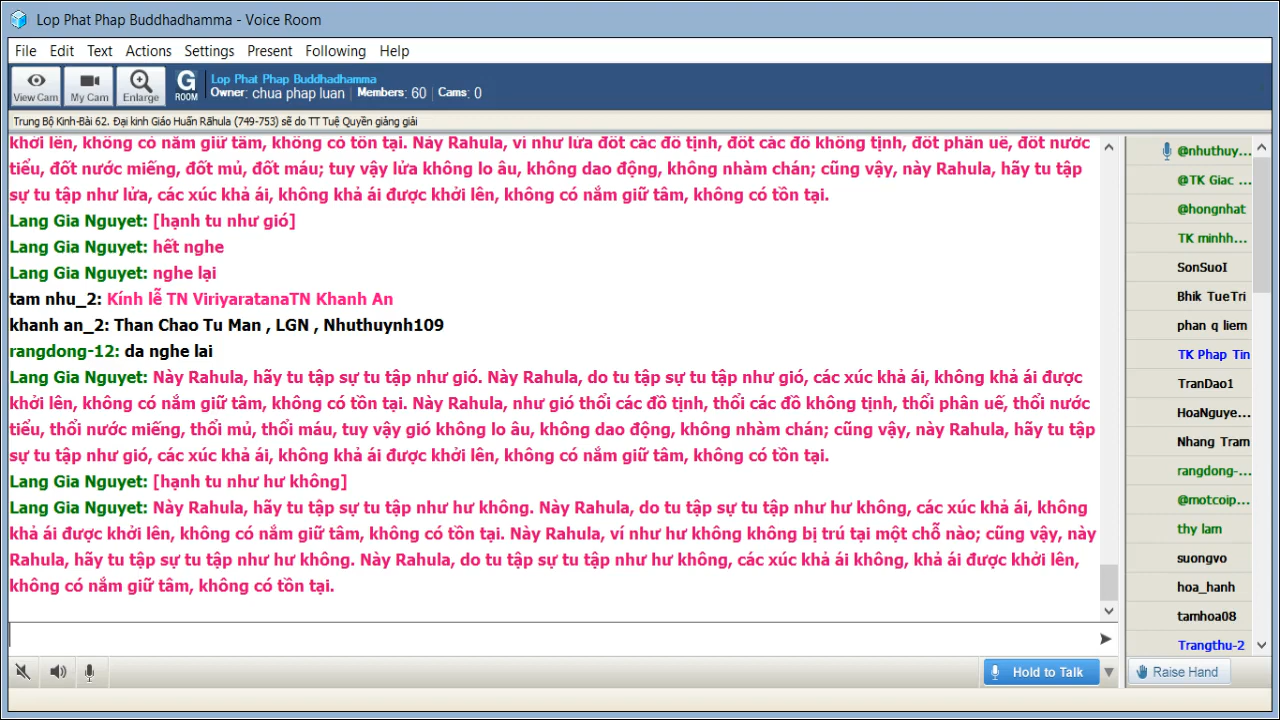 Lop Phat Phap Buddhadhamma - Voice Room
File Edit Text Actions Settings Present Following Help
View Cam My Cam Enlarge G ROOM
Lop Phat Phap Buddhadhamma
Owner: chua phap luan Members: 60 Cams: 0
Trung Bộ Kinh-Bài 62. Đại kinh Giáo Huấn Rãhula (749-753) sẽ do TT Tuệ Quyền giảng giải
khởi lên, không có nắm giữ tâm, không có tồn tại. Này Rahula, ví như lửa đốt các đồ tịnh, đốt các đồ không tịnh, đốt phân uế, đốt nước
tiểu, đốt nước miếng, đốt mủ, đốt máu; tuy vậy lửa không lo âu, không dao động, không nhàm chán; cũng vậy, này Rahula, hãy tu tập
sự tu tập như lửa, các xúc khả ái, không khả ái được khởi lên, không có nắm giữ tâm, không có tồn tại.
Lang Gia Nguyet: [hạnh tu như gió]
Lang Gia Nguyet: hết nghe
Lang Gia Nguyet: nghe lại
tam nhu_2: Kính lễ TN ViriyaratanaTN Khanh An
khanh an_2: Than Chao Tu Man , LGN , Nhuthuynh109
rangdong-12: da nghe lai
Lang Gia Nguyet: Này Rahula, hãy tu tập sự tu tập như gió. Này Rahula, do tu tập sự tu tập như gió, các xúc khả ái, không khả ái được
khởi lên, không có nắm giữ tâm, không có tồn tại. Này Rahula, như gió thổi các đồ tịnh, thổi các đồ không tịnh, thổi phân uế, thổi nước
tiểu, thổi nước miếng, thổi mủ, thổi máu, tuy vậy gió không lo âu, không dao động, không nhàm chán; cũng vậy, này Rahula, hãy tu tập
sự tu tập như gió, các xúc khả ái, không khả ái được khởi lên, không có nắm giữ tâm, không có tồn tại.
Lang Gia Nguyet: [hạnh tu như hư không]
Lang Gia Nguyet: Này Rahula, hãy tu tập sự tu tập như hư không. Này Rahula, do tu tập sự tu tập như hư không, các xúc khả ái, không
khả ái được khởi lên, không có nắm giữ tâm, không có tồn tại. Này Rahula, ví như hư không không bị trú tại một chỗ nào; cũng vậy, này
Rahula, hãy tu tập sự tu tập như hư không. Này Rahula, do tu tập sự tu tập như hư không, các xúc khả ái không, khả ái được khởi lên,
không có nắm giữ tâm, không có tồn tại.
@nhuthuy...
@TK Giac ...
@hongnhat
TK minhh...
SonSuoI
Bhik TueTri
phan q liem
TK Phap Tin
TranDao1
HoaNguye...
Nhang Tram
rangdong-...
@motcoip...
thy lam
suongvo
hoa_hanh
tamhoa08
Trangthu-2
Hold to Talk
Raise Hand